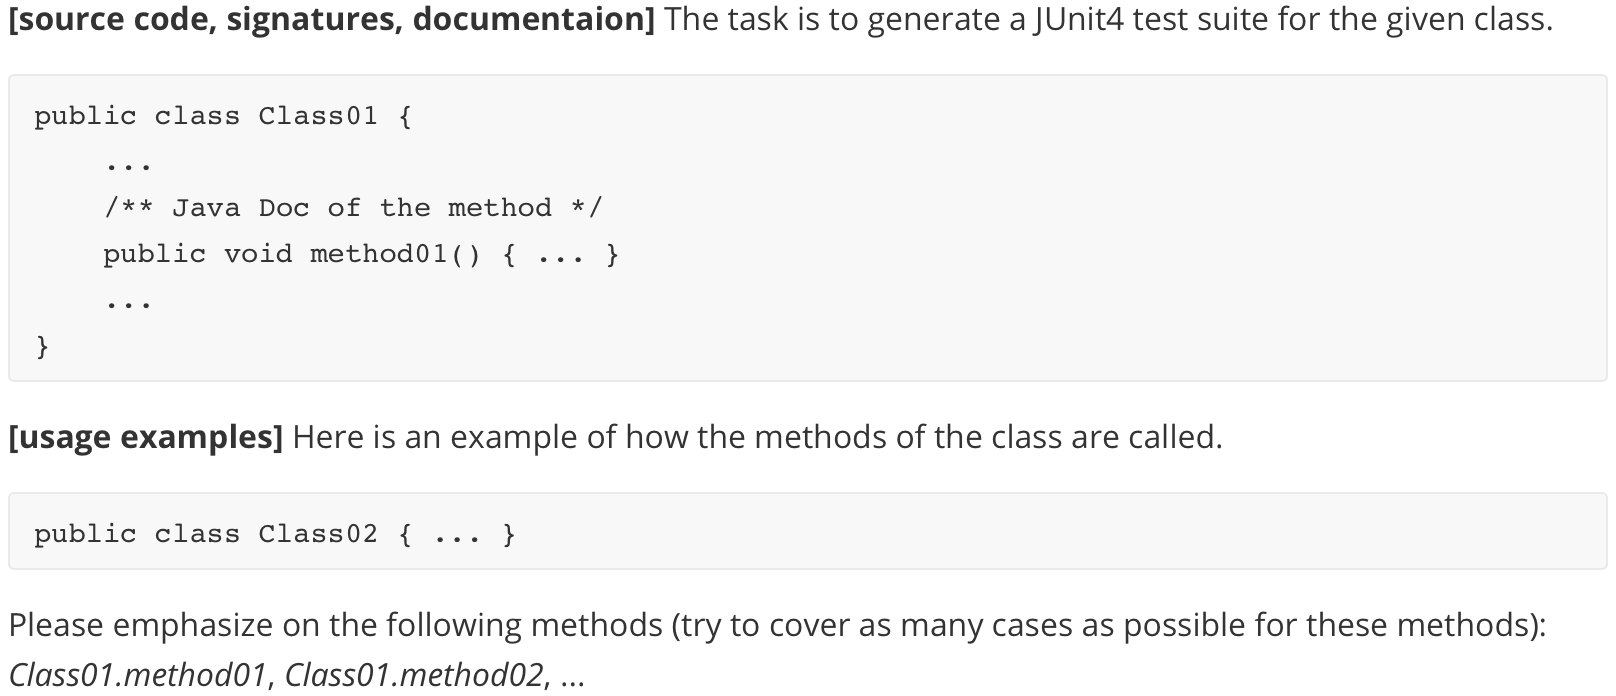 [source code, signatures, documentaion] The task is to generate a JUnit4 test suite for the given class.
public class Class01 {
...
/** Java Doc of the method */
public void method01() { ... }
...
}
[usage examples] Here is an example of how the methods of the class are called.
public class Class02 { ... }
Please emphasize on the following methods (try to cover as many cases as possible for these methods):
Class01.method01, Class01.method02, ...